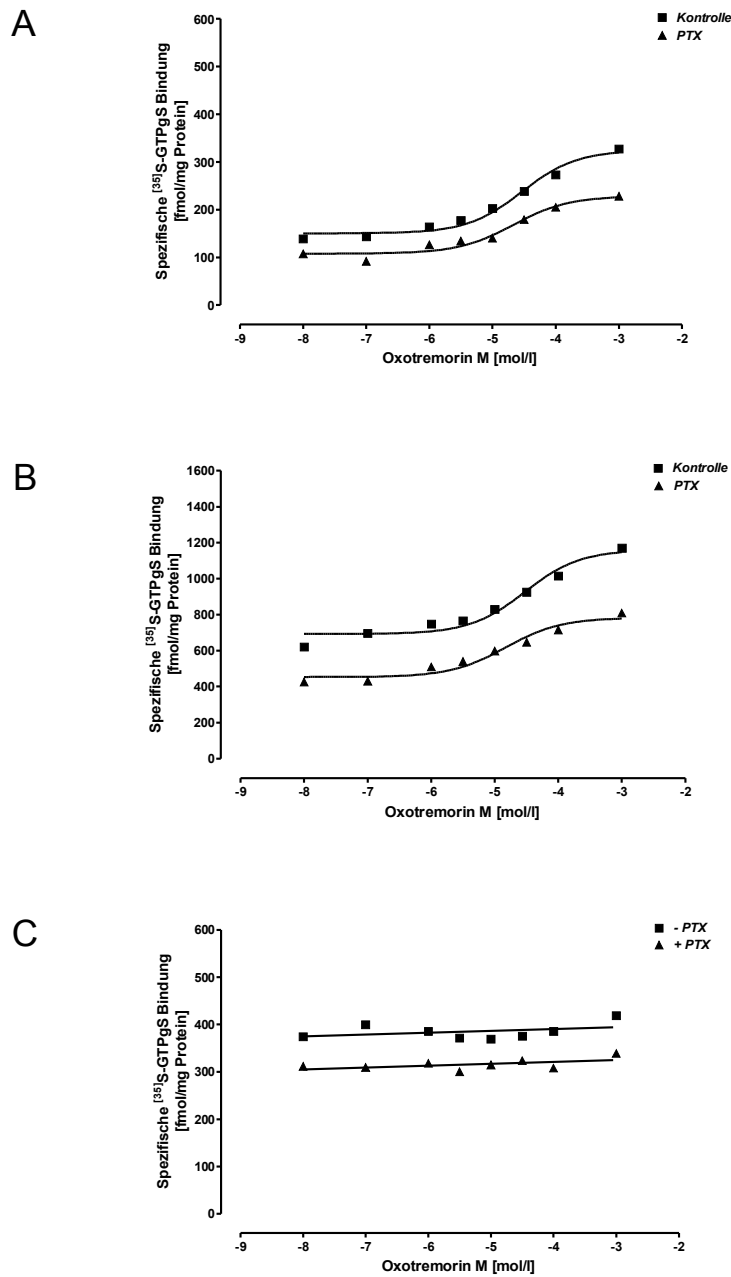 A
Kontrolle
PTX
Spezifische [35]S-GTPgS Bindung
[fmol/mg Protein]
600
500
400
300
200
100
0
-9 -8 -7 -6 -5 -4 -3 -2
Oxotremorin M [mol/l]
B
Kontrolle
PTX
Spezifische [35]S-GTPgS Bindung
[fmol/mg Protein]
1600
1400
1200
1000
800
600
400
200
0
-9 -8 -7 -6 -5 -4 -3 -2
Oxotremorin M [mol/l]
C
- PTX
+ PTX
Spezifische [35]S-GTPgS Bindung
[fmol/mg Protein]
600
500
400
300
200
100
0
-9 -8 -7 -6 -5 -4 -3 -2
Oxotremorin M [mol/l]